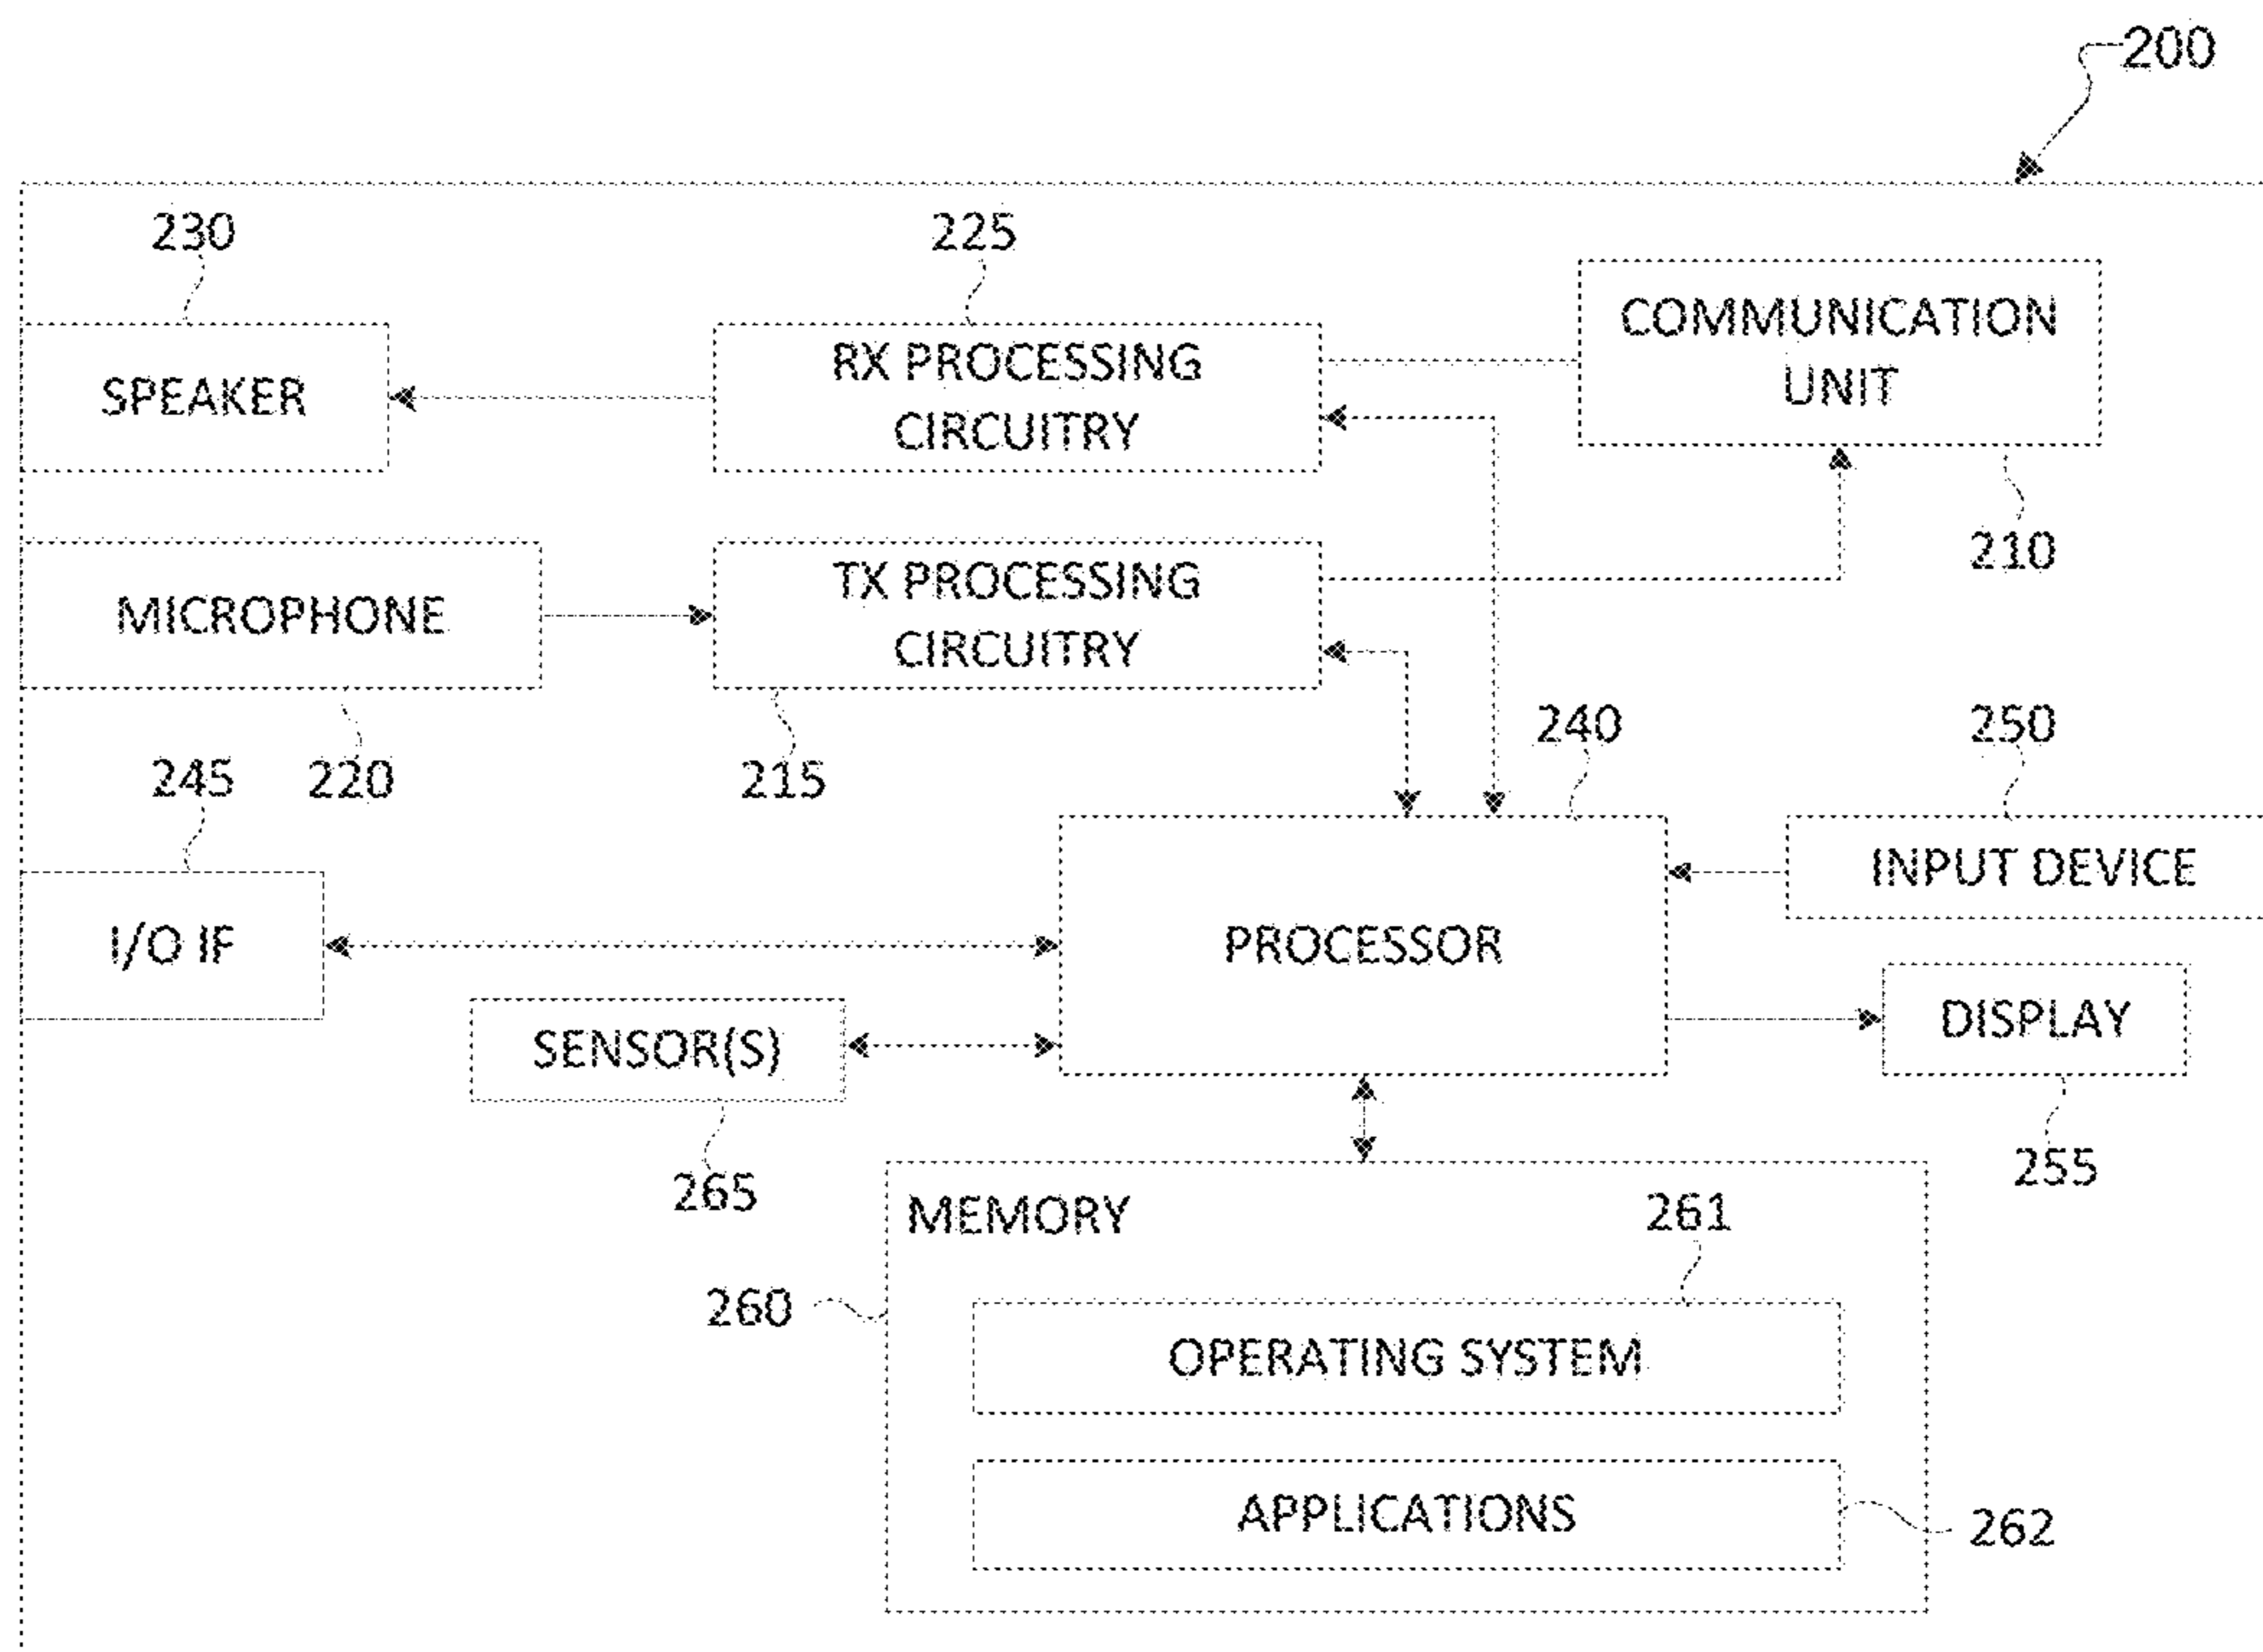 200
230
225
COMMUNICATION
UNIT
SPEAKER
RX PROCESSING
CIRCUITRY
210
MICROPHONE
TX PROCESSING
CIRCUITRY
240
250
245
220
215
INPUT DEVICE
I/O IF
PROCESSOR
DISPLAY
SENSOR(S)
255
265
MEMORY
261
260
OPERATING SYSTEM
APPLICATIONS
262